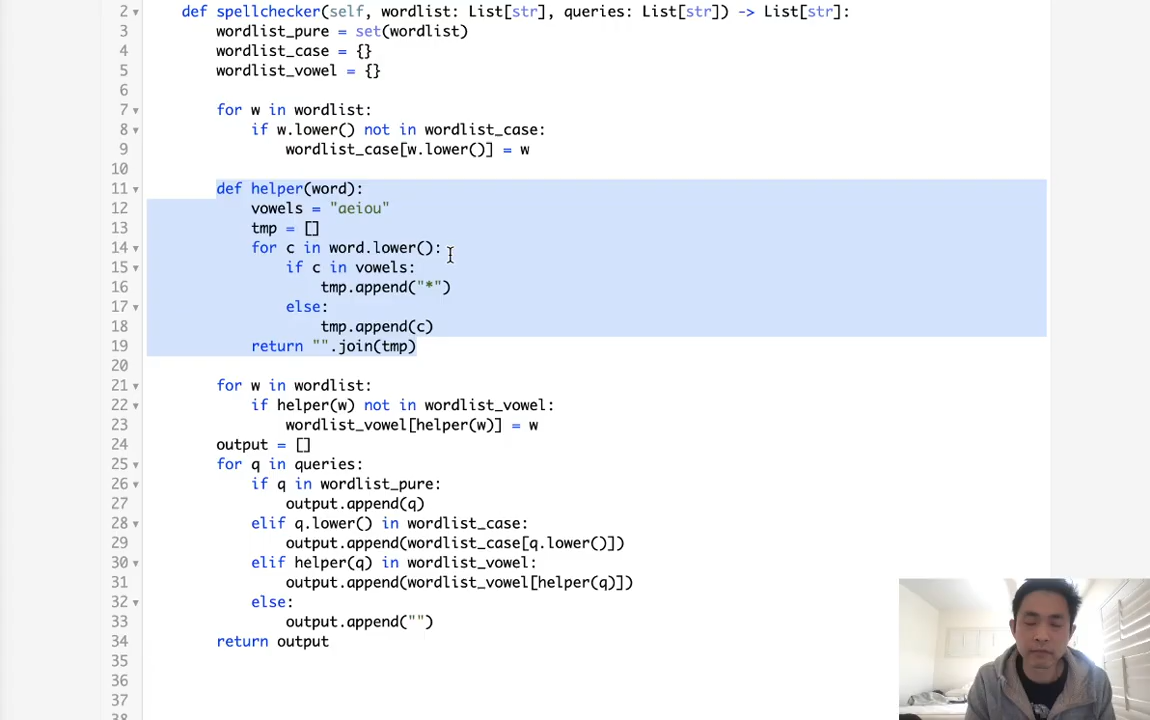 2 def spellchecker(self, wordlist: List[str], queries: List[str]) -> List[str]:
3 wordlist_pure = set(wordlist)
4 wordlist_case = {}
5 wordlist_vowel = {}
6
7 for w in wordlist:
8 if w.lower() not in wordlist_case:
9 wordlist_case[w.lower()] = w
10
11 def helper(word):
12 vowels = "aeiou"
13 tmp = []
14 for c in word.lower():
15 if c in vowels:
16 tmp.append("*")
17 else:
18 tmp.append(c)
19 return "".join(tmp)
20
21 for w in wordlist:
22 if helper(w) not in wordlist_vowel:
23 wordlist_vowel[helper(w)] = w
24 output = []
25 for q in queries:
26 if q in wordlist_pure:
27 output.append(q)
28 elif q.lower() in wordlist_case:
29 output.append(wordlist_case[q.lower()])
30 elif helper(q) in wordlist_vowel:
31 output.append(wordlist_vowel[helper(q)])
32 else:
33 output.append("")
34 return output
35
36
37
38